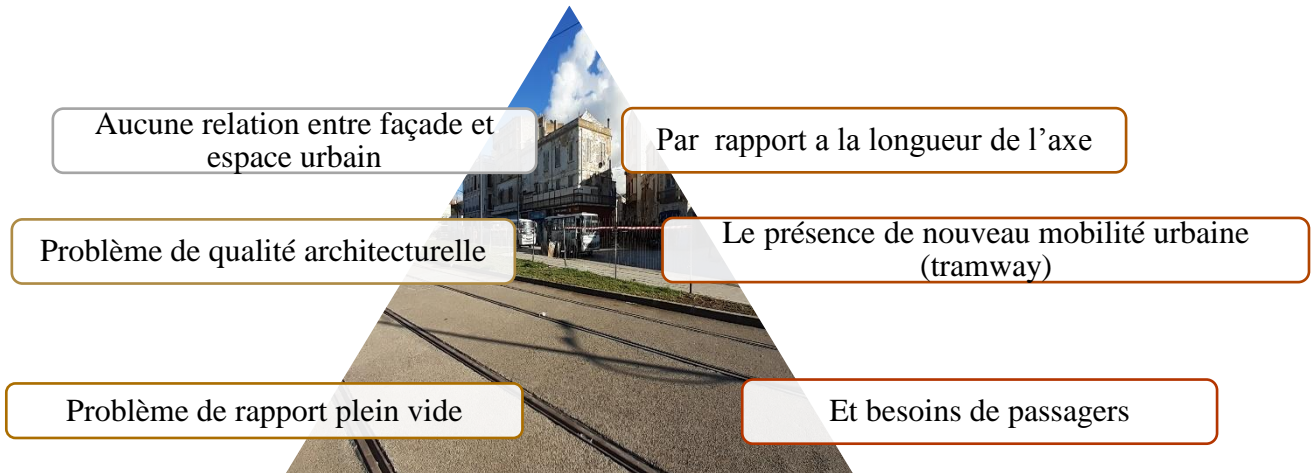 Aucune relation entre façade et
espace urbain
Par rapport a la longueur de l’axe
Problème de qualité architecturelle
Le présence de nouveau mobilité urbaine
(tramway)
Problème de rapport plein vide
Et besoins de passagers